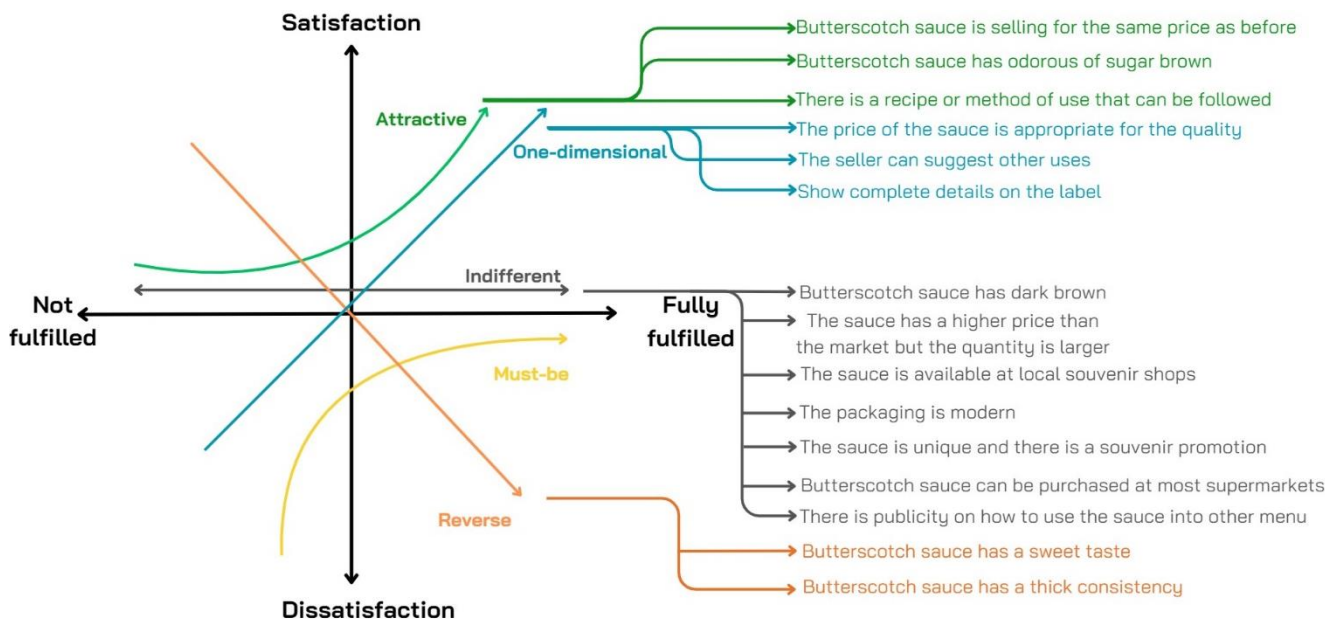 Satisfaction
Butterscotch sauce is selling for the same price as before
Butterscotch sauce has odorous of sugar brown
There is a recipe or method of use that can be followed
Attractive
The price of the sauce is appropriate for the quality
One-dimensional
The seller can suggest other uses
Show complete details on the label
Indifferent
Not
fulfilled
Fully
fulfilled
Butterscotch sauce has dark brown
The sauce has a higher price than
the market but the quantity is larger
The sauce is available at local souvenir shops
Must-be
The packaging is modern
The sauce is unique and there is a souvenir promotion
Butterscotch sauce can be purchased at most supermarkets
There is publicity on how to use the sauce into other menu
Reverse
Butterscotch sauce has a sweet taste
Butterscotch sauce has a thick consistency
Dissatisfaction